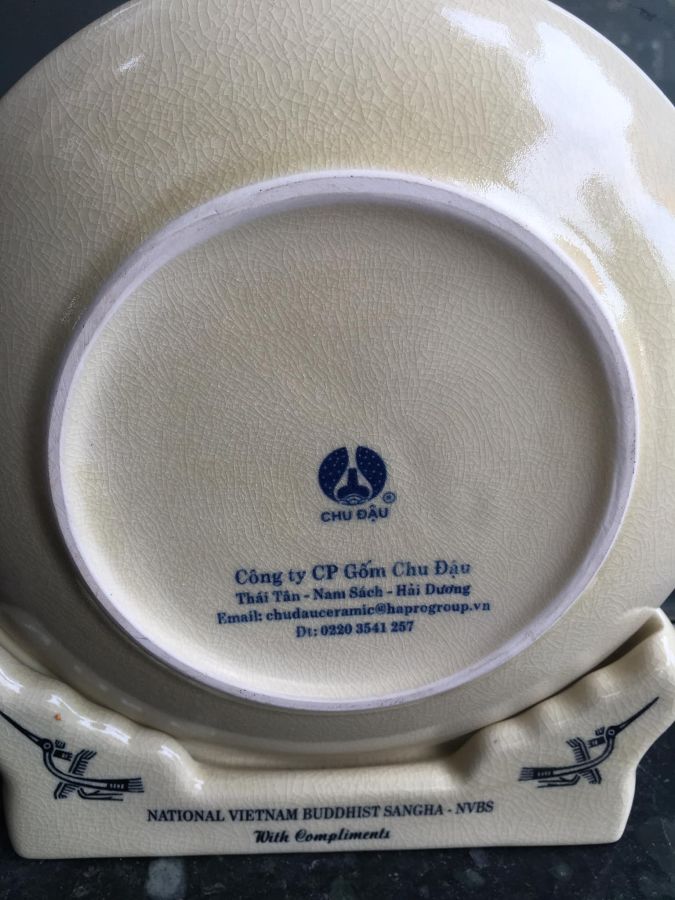 ®
CHU ĐẬU
Công ty CP Gốm Chu Đậu
Thái Tân - Nam Sách - Hải Dương
Email: chudauceramic@haprogroup.vn
Đt: 0220 3541 257
NATIONAL VIETNAM BUDDHIST SANGHA - NVBS
With Compliments